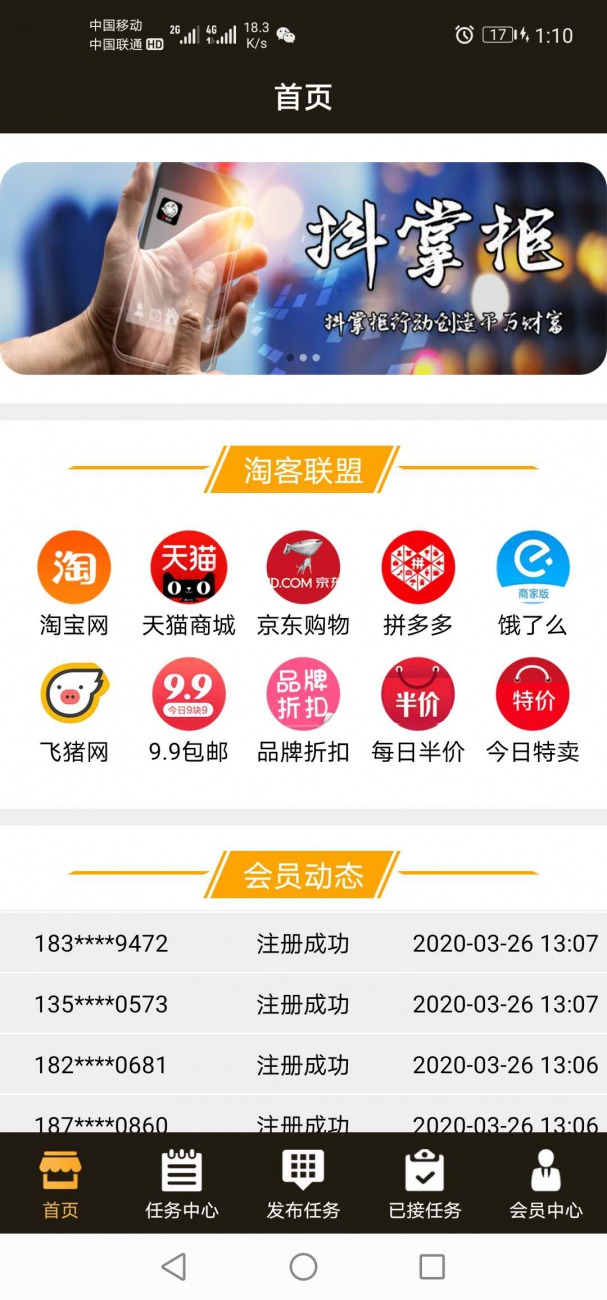 中国移动
中国联通 HD
2G
4G
18.3
K/s
17
1:10
首页
抖掌柜
抖掌柜行动创造千万财富
淘客联盟
淘
天猫
JD.COM 京东
拼
商家版
淘宝网
天猫商城
京东购物
拼多多
饿了么
9.9
今日9块9
品牌
折扣
半价
特价
飞猪网
9.9包邮
品牌折扣
每日半价
今日特卖
会员动态
183****9472 注册成功 2020-03-26 13:07
135****0573 注册成功 2020-03-26 13:07
182****0681 注册成功 2020-03-26 13:06
187****0860 注册成功 2020-03-26 13:06
首页
任务中心
发布任务
已接任务
会员中心